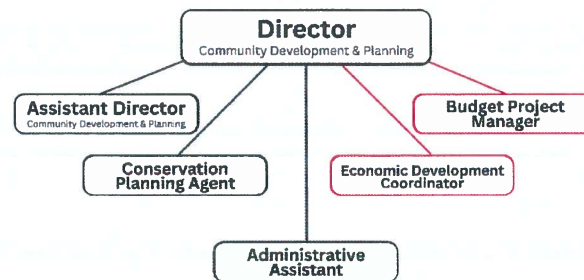 Director
Community Development & Planning
Assistant Director
Community Development & Planning
Budget Project
Manager
Conservation
Planning Agent
Economic Development
Coordinator
Administrative
Assistant